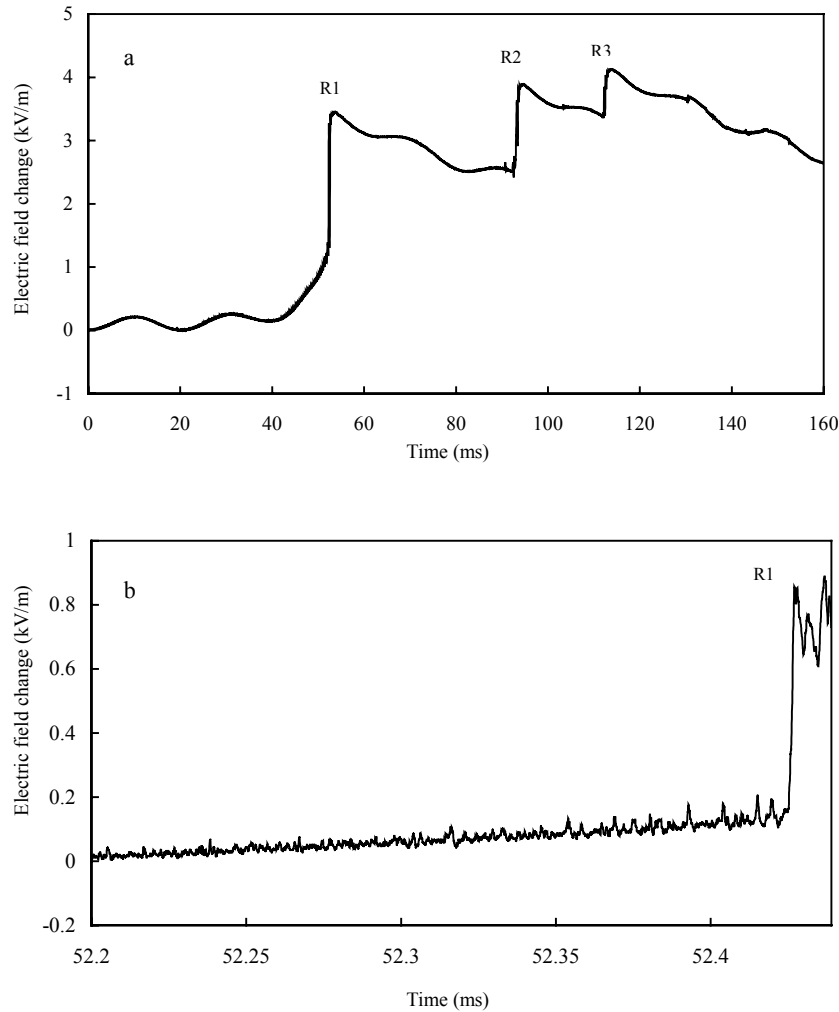 5
a
R1
R2
R3
4
3
2
1
0
-1
Electric field change (kV/m)
0 20 40 60 80 100 120 140 160
Time (ms)
1
b
R1
0.8
0.6
0.4
0.2
0
-0.2
Electric field change (kV/m)
52.2 52.25 52.3 52.35 52.4
Time (ms)